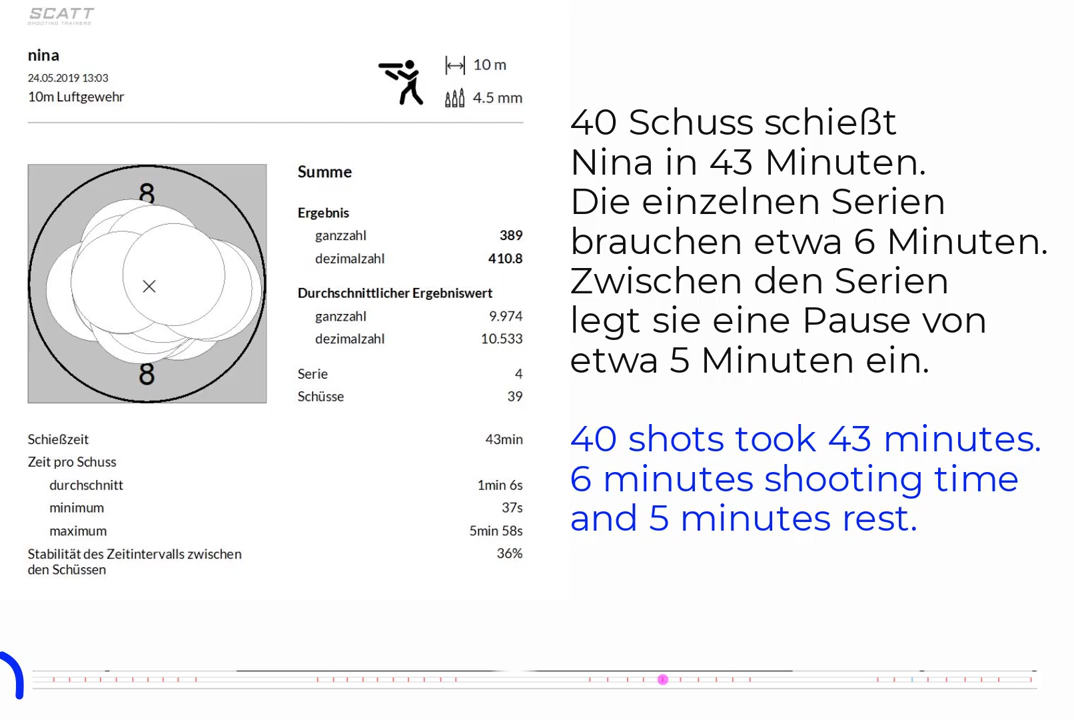 SCATT
SHOOTING TRAINERS
nina
24.05.2019 13:03
10m Luftgewehr
10 m
4.5 mm
8
8
Summe
Ergebnis
ganzzahl 389
dezimalzahl 410.8
Durchschnittlicher Ergebniswert
ganzzahl 9.974
dezimalzahl 10.533
Serie 4
Schüsse 39
Schießzeit 43min
Zeit pro Schuss
durchschnitt 1min 6s
minimum 37s
maximum 5min 58s
Stabilität des Zeitintervalls zwischen 36%
den Schüssen
40 Schuss schießt
Nina in 43 Minuten.
Die einzelnen Serien
brauchen etwa 6 Minuten.
Zwischen den Serien
legt sie eine Pause von
etwa 5 Minuten ein.
40 shots took 43 minutes.
6 minutes shooting time
and 5 minutes rest.